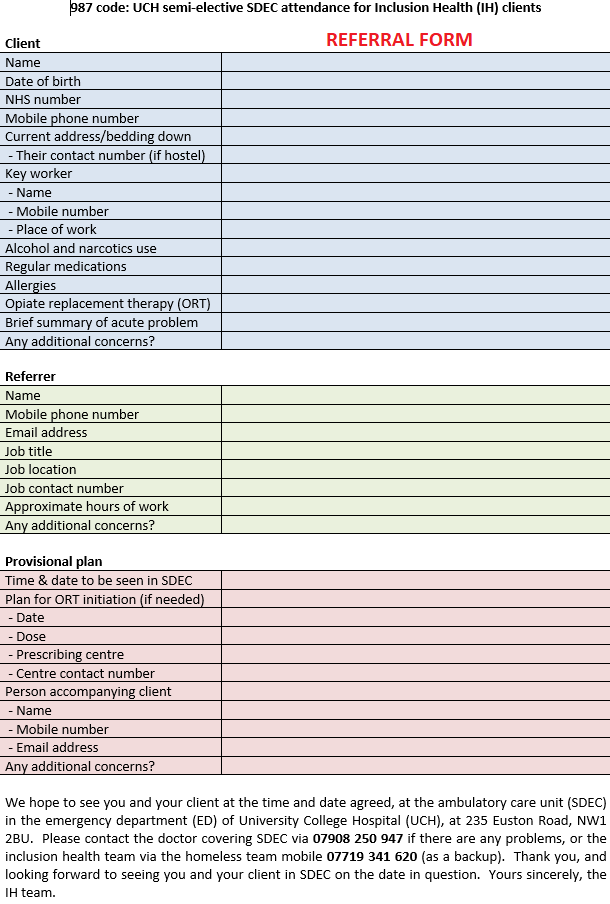 987 code: UCH semi-elective SDEC attendance for Inclusion Health (IH) clients
Client REFERRAL FORM
Name
Date of birth
NHS number
Mobile phone number
Current address/bedding down
- Their contact number (if hostel)
Key worker
- Name
- Mobile number
- Place of work
Alcohol and narcotics use
Regular medications
Allergies
Opiate replacement therapy (ORT)
Brief summary of acute problem
Any additional concerns?
Referrer
Name
Mobile phone number
Email address
Job title
Job location
Job contact number
Approximate hours of work
Any additional concerns?
Provisional plan
Time & date to be seen in SDEC
Plan for ORT initiation (if needed)
- Date
- Dose
- Prescribing centre
- Centre contact number
Person accompanying client
- Name
- Mobile number
- Email address
Any additional concerns?
We hope to see you and your client at the time and date agreed, at the ambulatory care unit (SDEC)
in the emergency department (ED) of University College Hospital (UCH), at 235 Euston Road, NW1
2BU. Please contact the doctor covering SDEC via 07908 250 947 if there are any problems, or the
inclusion health team via the homeless team mobile 07719 341 620 (as a backup). Thank you, and
looking forward to seeing you and your client in SDEC on the date in question. Yours sincerely, the
IH team.